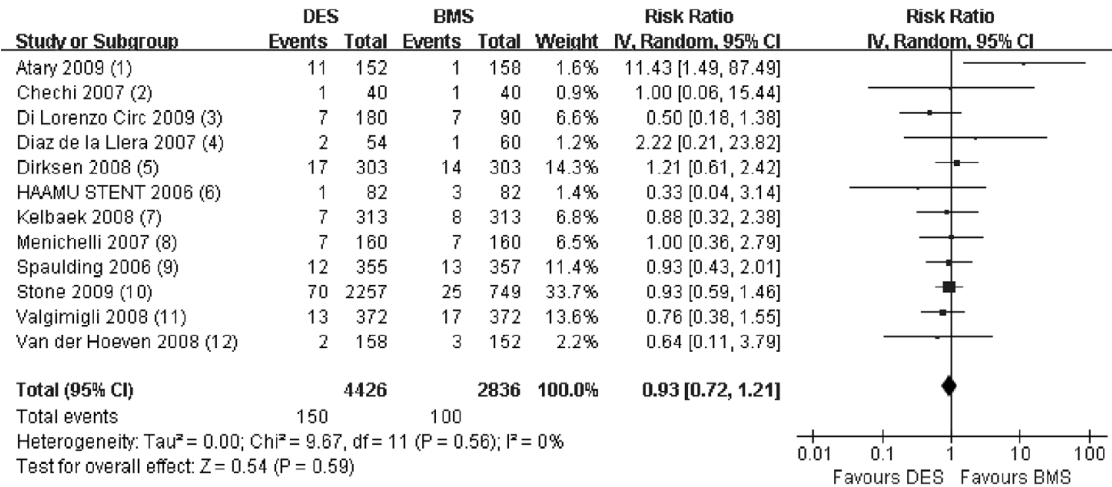 DES BMS Risk Ratio Risk Ratio
Study or Subgroup Events Total Events Total Weight IV, Random, 95% CI IV, Random, 95% CI
Atary 2009 (1) 11 152 1 158 1.6% 11.43 [1.49, 87.49]
Chechi 2007 (2) 1 40 1 40 0.9% 1.00 [0.06, 15.44]
Di Lorenzo Circ 2009 (3) 7 180 7 90 6.6% 0.50 [0.18, 1.38]
Diaz de la Llera 2007 (4) 2 54 1 60 1.2% 2.22 [0.21, 23.82]
Dirksen 2008 (5) 17 303 14 303 14.3% 1.21 [0.61, 2.42]
HAAMU STENT 2006 (6) 1 82 3 82 1.4% 0.33 [0.04, 3.14]
Kelbaek 2008 (7) 7 313 8 313 6.8% 0.88 [0.32, 2.38]
Menichelli 2007 (8) 7 160 7 160 6.5% 1.00 [0.36, 2.79]
Spaulding 2006 (9) 12 355 13 357 11.4% 0.93 [0.43, 2.01]
Stone 2009 (10) 70 2257 25 749 33.7% 0.93 [0.59, 1.46]
Valgimigli 2008 (11) 13 372 17 372 13.6% 0.76 [0.38, 1.55]
Van der Hoeven 2008 (12) 2 158 3 152 2.2% 0.64 [0.11, 3.79]
Total (95% CI) 4426 2836 100.0% 0.93 [0.72, 1.21]
Total events 150 100
Heterogeneity: Tau² = 0.00; Chi² = 9.67, df = 11 (P = 0.56); I² = 0%
Test for overall effect: Z = 0.54 (P = 0.59)
0.01 0.1 1 10 100
Favours DES Favours BMS